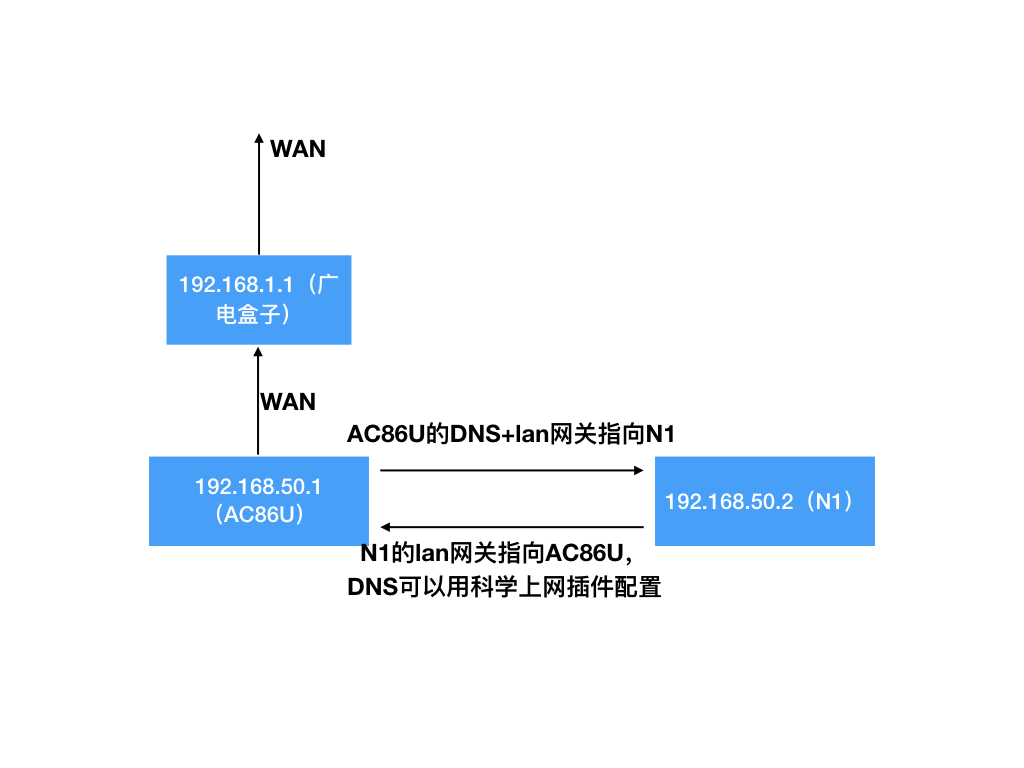 WAN
192.168.1.1（广
电盒子）
WAN
AC86U的DNS+lan网关指向N1
192.168.50.1
（AC86U）
192.168.50.2（N1）
N1的lan网关指向AC86U，
DNS可以用科学上网插件配置